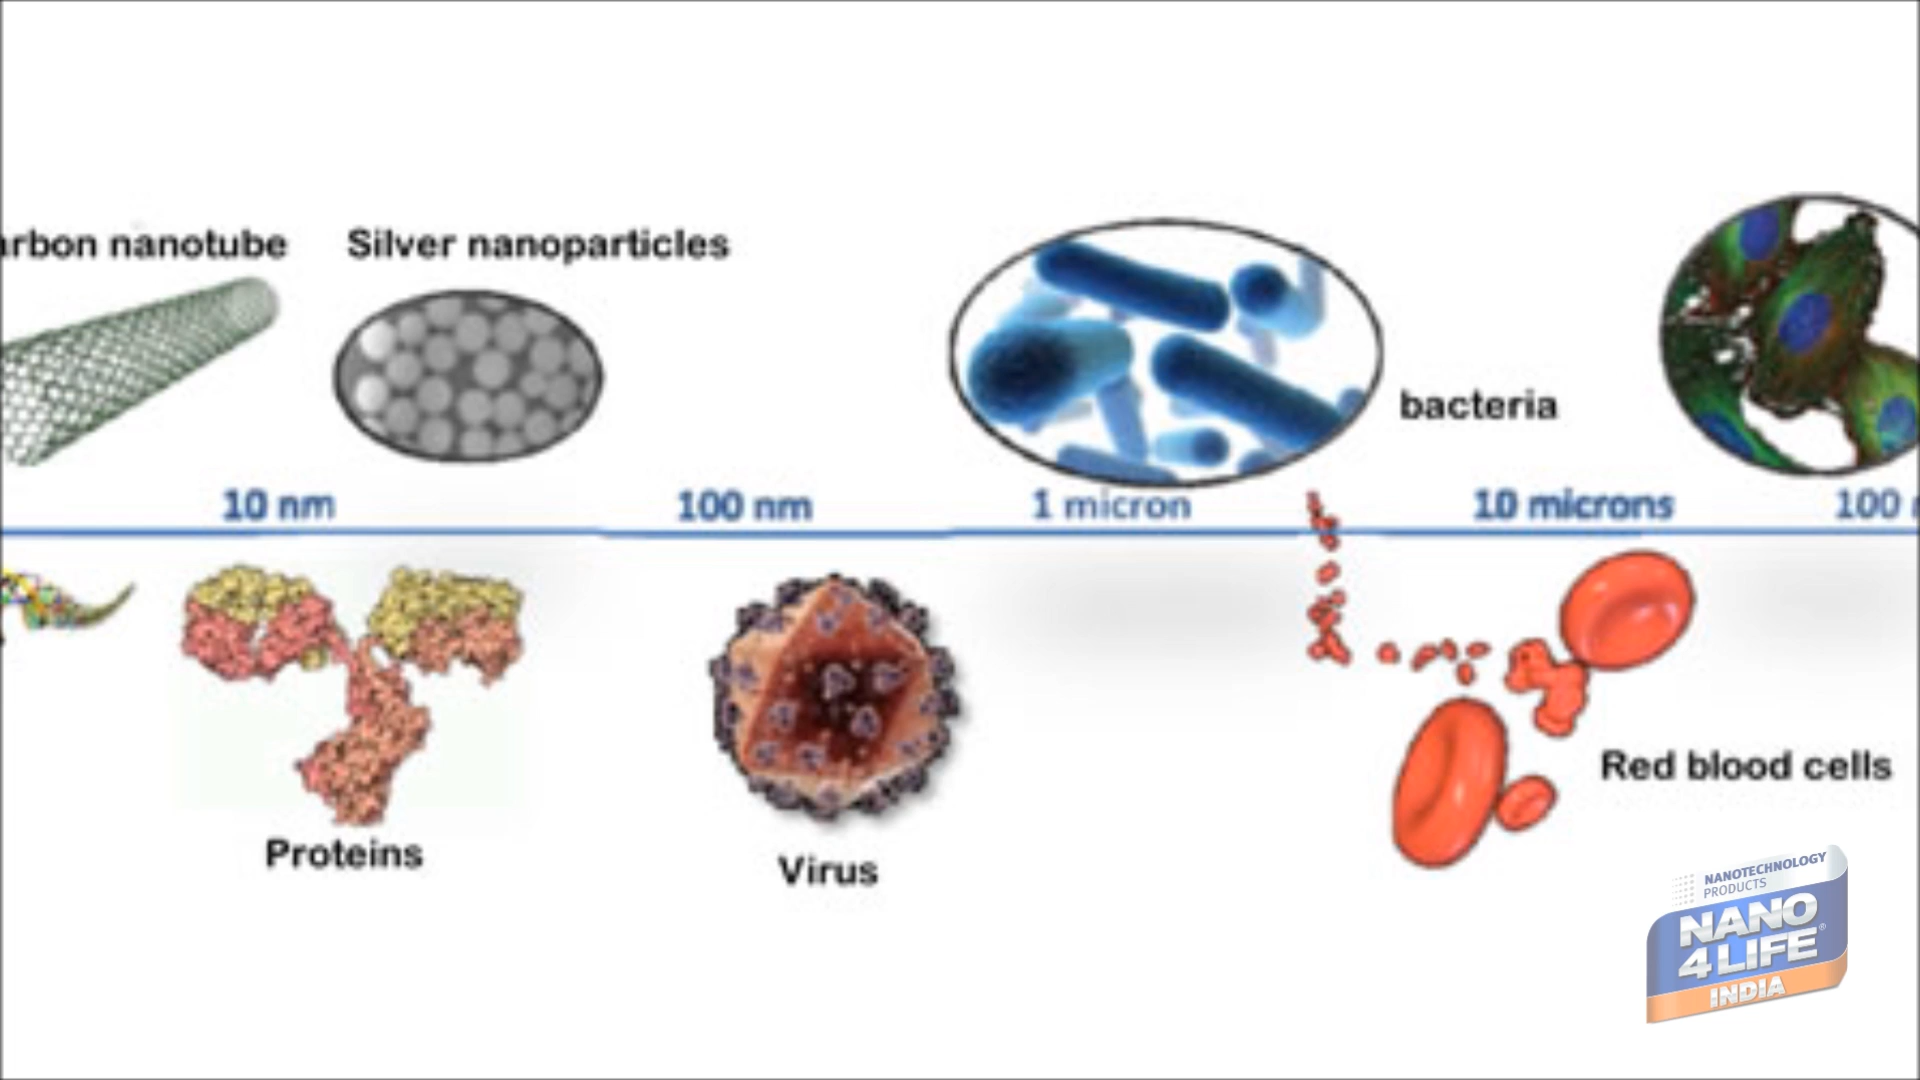 arbon nanotube
Silver nanoparticles
bacteria
10 nm
100 nm
1 micron
10 microns
100
Proteins
Virus
Red blood cells
NANOTECHNOLOGY
PRODUCTS
NANO
4LIFE®
INDIA